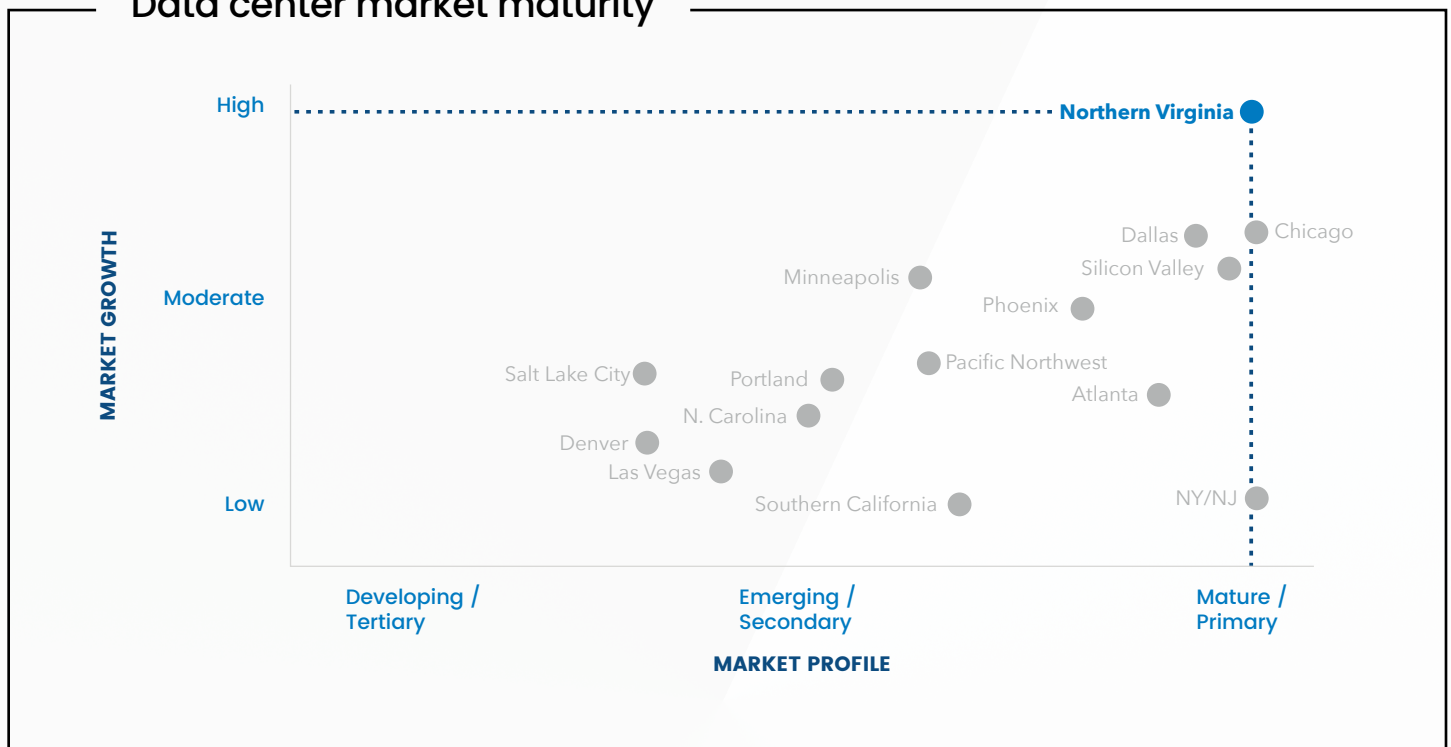 Data center market maturity
High
Northern Virginia
Dallas
Chicago
Silicon Valley
Minneapolis
Moderate
Phoenix
MARKET GROWTH
Pacific Northwest
Salt Lake City
Portland
Atlanta
N. Carolina
Denver
Las Vegas
Low
Southern California
NY/NJ
Developing /
Tertiary
Emerging /
Secondary
Mature /
Primary
MARKET PROFILE